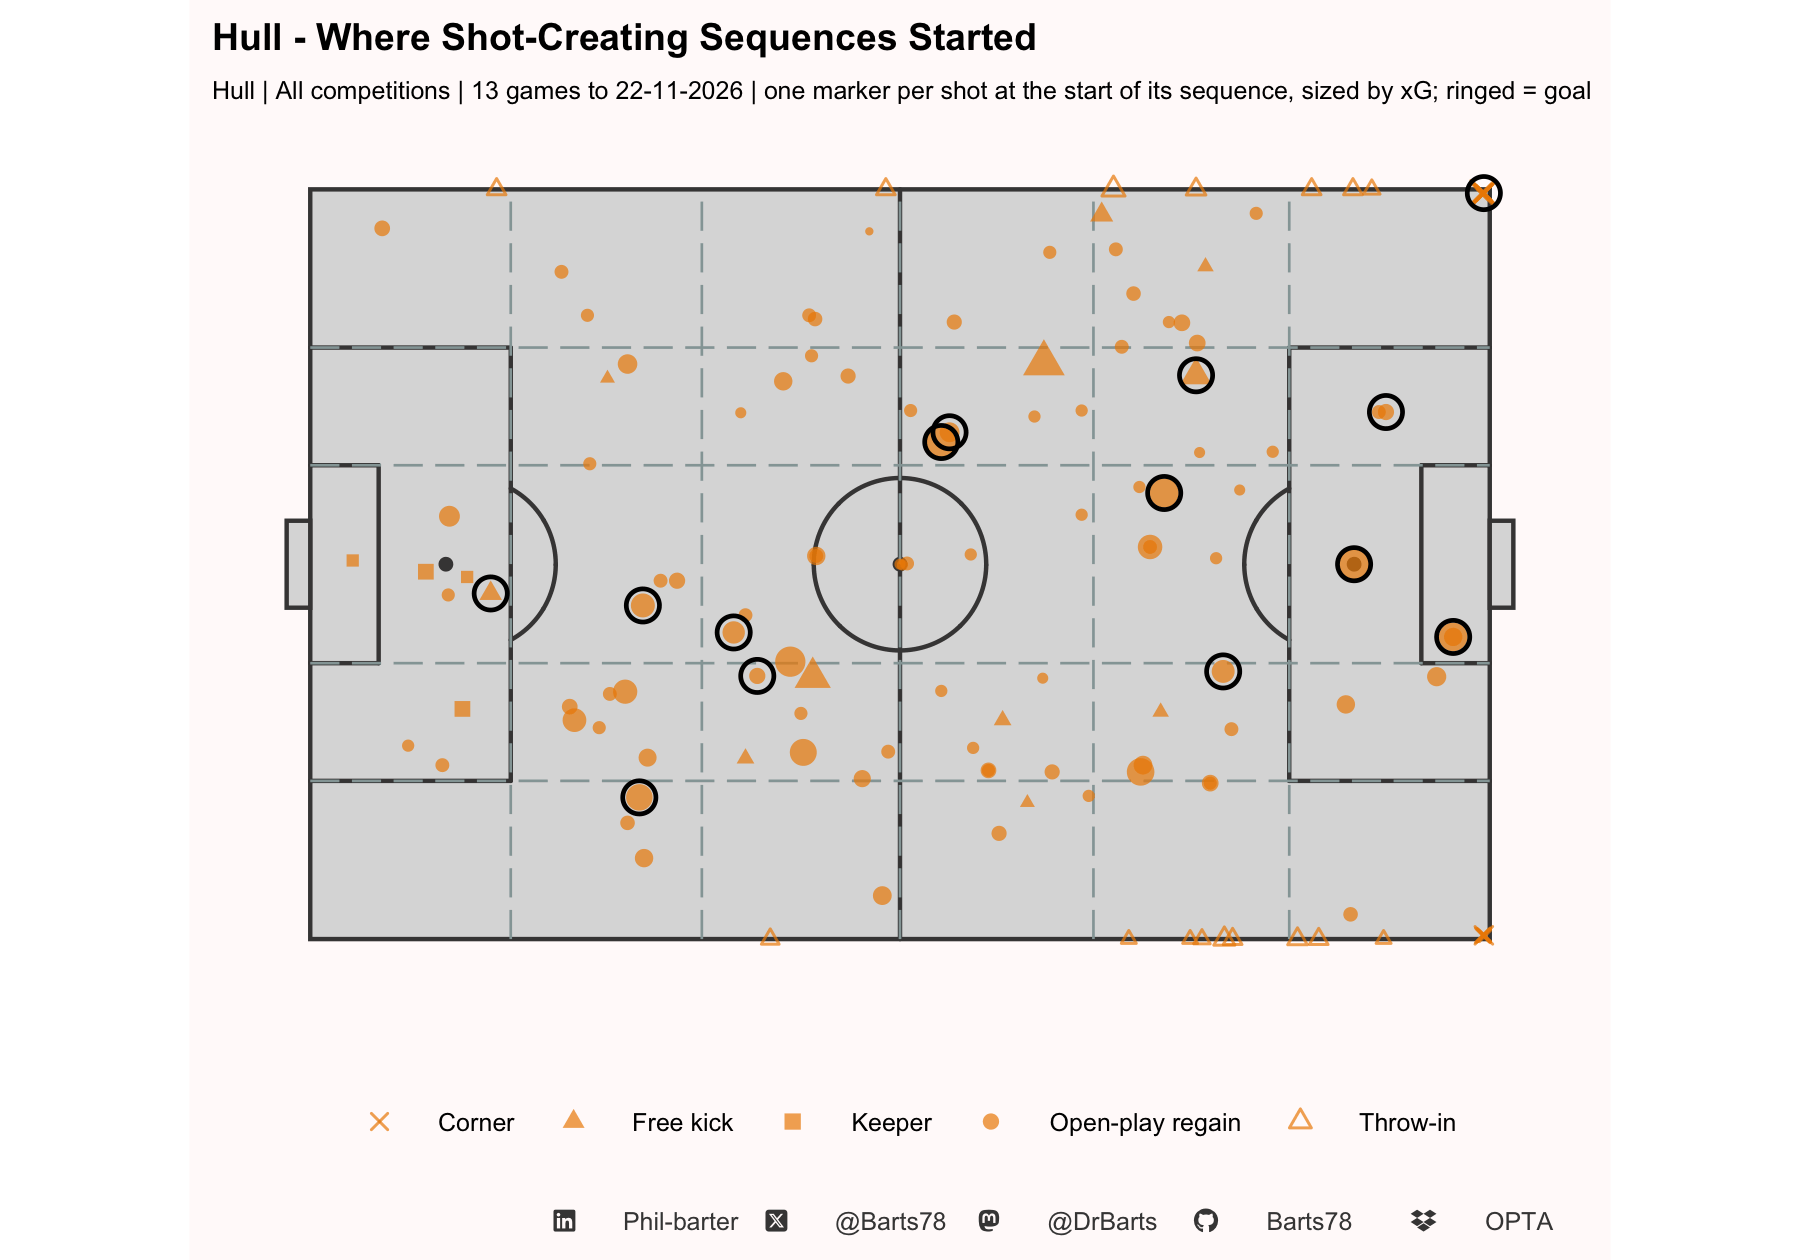 Hull - Where Shot-Creating Sequences Started
Hull | All competitions | 13 games to 22-11-2026 | one marker per shot at the start of its sequence, sized by xG; ringed = goal
Corner Free kick Keeper Open-play regain Throw-in
Phil-barter @Barts78 @DrBarts Barts78 OPTA